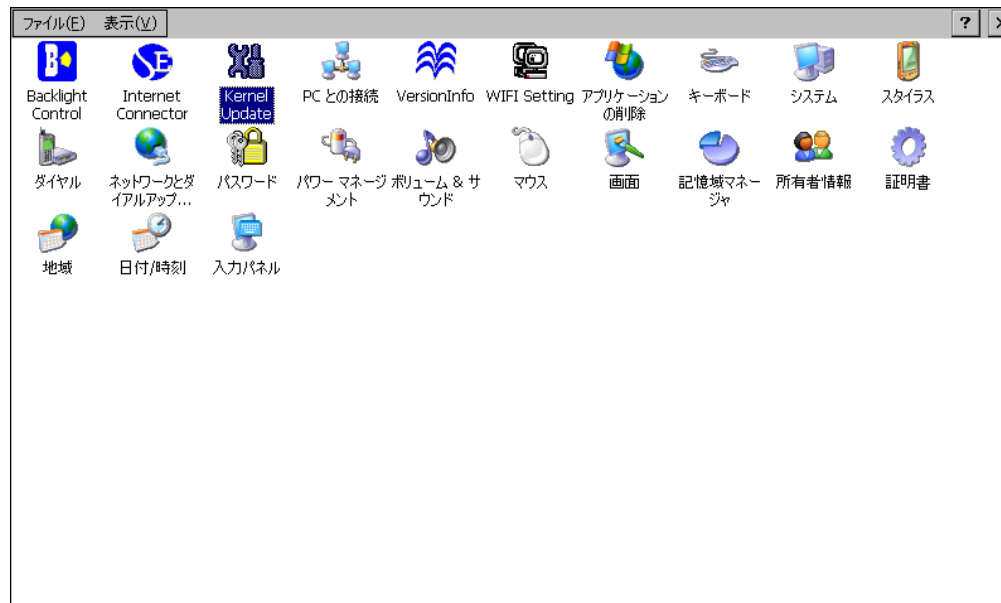 ファイル(F) 表示(V) ? ×
Backlight Internet Kernel PC との接続 VersionInfo WIFI Setting アプリケーション キーボード システム スタイラス
Control Connector Update の削除
ダイヤル ネットワークとダ パスワード パワー マネージ ボリューム & サ マウス 画面 記憶域マネー 所有者情報 証明書
イアルアップ... メント ウンド ジャ
地域 日付/時刻 入力パネル